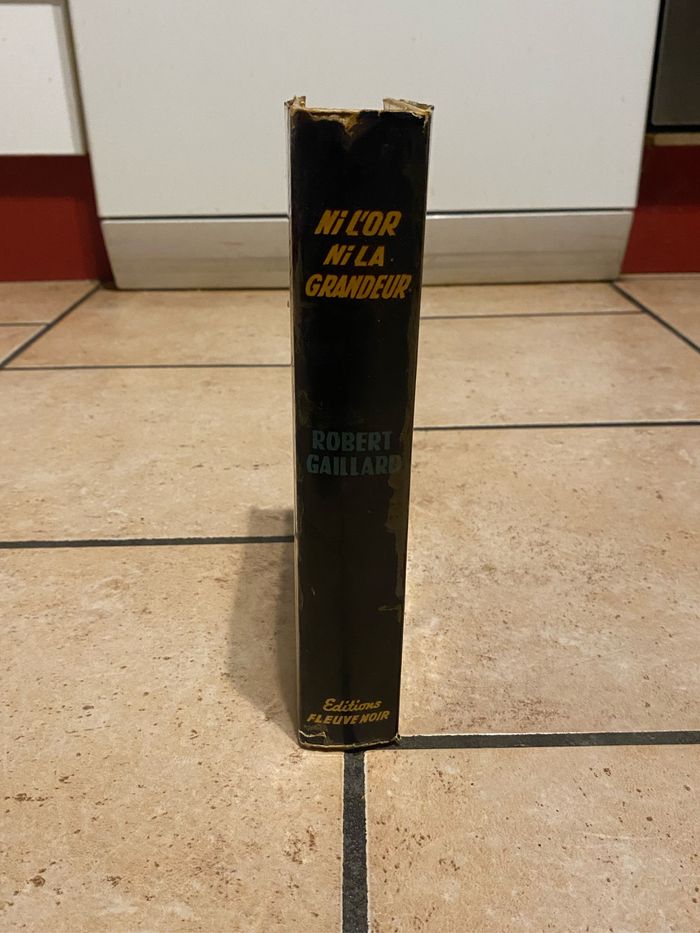 Ni L'OR
Ni LA
GRANDEUR
ROBERT
GAILLARD
Editions
FLEUVE NOIR